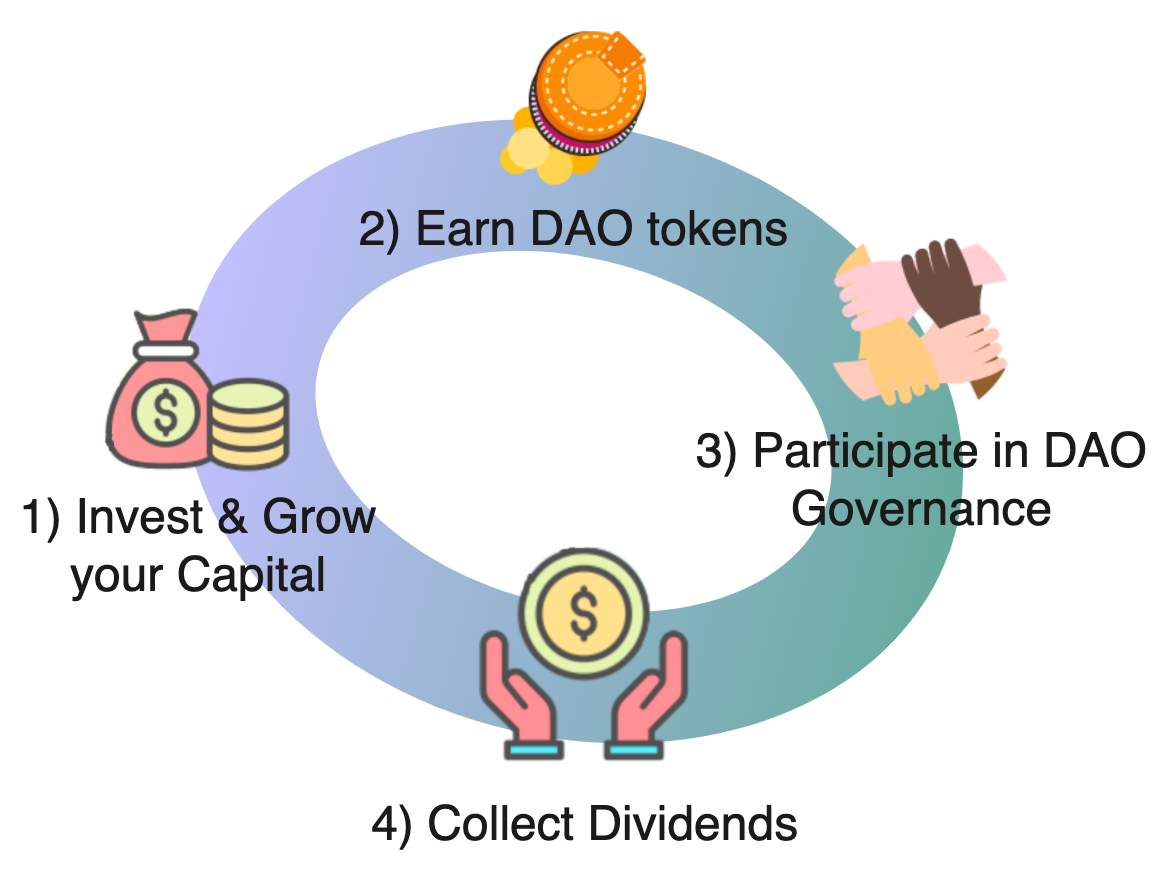 2) Earn DAO tokens
3) Participate in DAO
Governance
1) Invest & Grow
your Capital
$
$
4) Collect Dividends